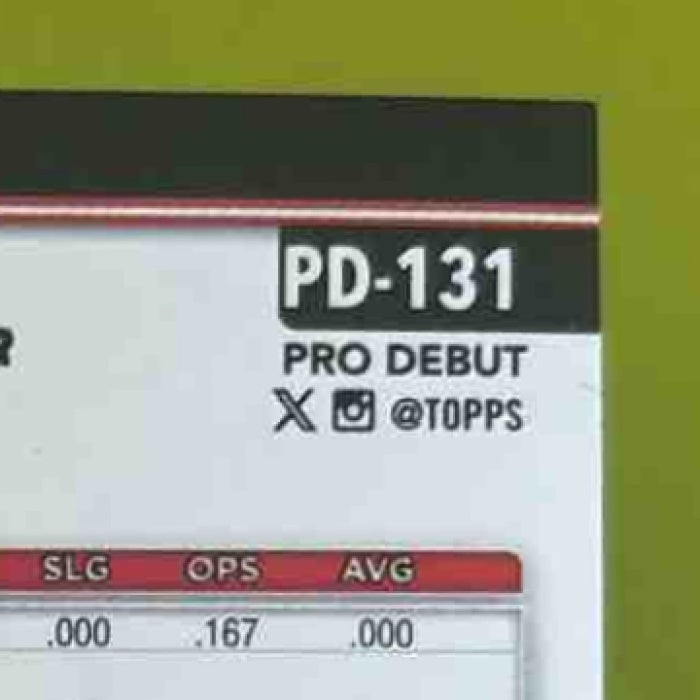 PD-131
R
PRO DEBUT
X @TOPPS
SLG OPS AVG
.000 .167 .000